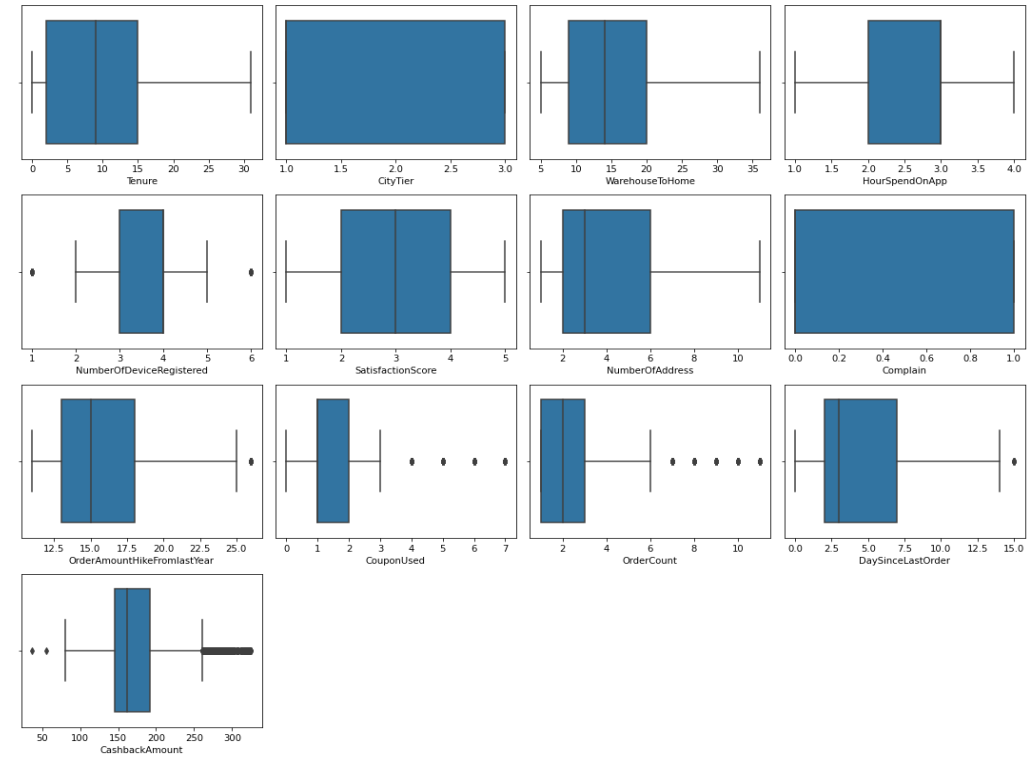 0 5 10 15 20 25 30
Tenure
1.0 1.5 2.0 2.5 3.0
CityTier
5 10 15 20 25 30 35
WarehouseToHome
1.0 1.5 2.0 2.5 3.0 3.5 4.0
HourSpendOnApp
1 2 3 4 5 6
NumberOfDeviceRegistered
1 2 3 4 5
SatisfactionScore
2 4 6 8 10
NumberOfAddress
0.0 0.2 0.4 0.6 0.8 1.0
Complain
12.5 15.0 17.5 20.0 22.5 25.0
OrderAmountHikeFromlastYear
0 1 2 3 4 5 6 7
CouponUsed
2 4 6 8 10
OrderCount
0.0 2.5 5.0 7.5 10.0 12.5 15.0
DaySinceLastOrder
50 100 150 200 250 300
CashbackAmount